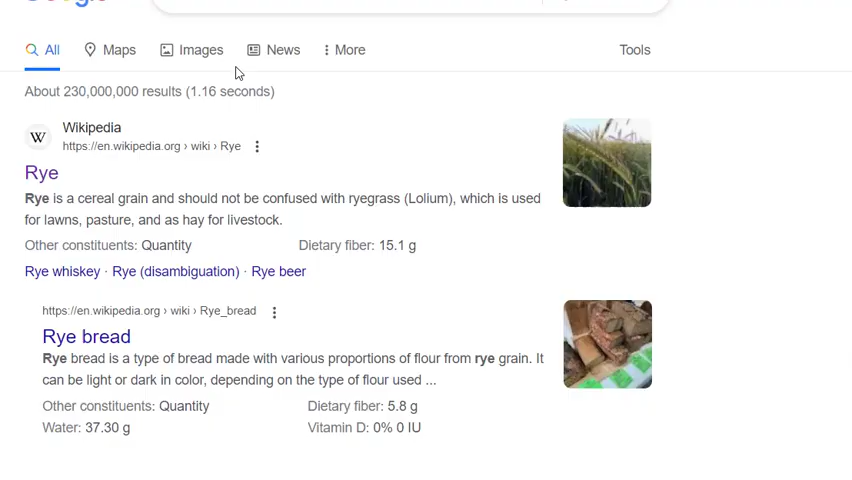 All Maps Images News More Tools
About 230,000,000 results (1.16 seconds)
Wikipedia
https://en.wikipedia.org › wiki › Rye
Rye
Rye is a cereal grain and should not be confused with ryegrass (Lolium), which is used
for lawns, pasture, and as hay for livestock.
Other constituents: Quantity Dietary fiber: 15.1 g
Rye whiskey · Rye (disambiguation) · Rye beer
https://en.wikipedia.org › wiki › Rye_bread
Rye bread
Rye bread is a type of bread made with various proportions of flour from rye grain. It
can be light or dark in color, depending on the type of flour used ...
Other constituents: Quantity Dietary fiber: 5.8 g
Water: 37.30 g Vitamin D: 0% 0 IU